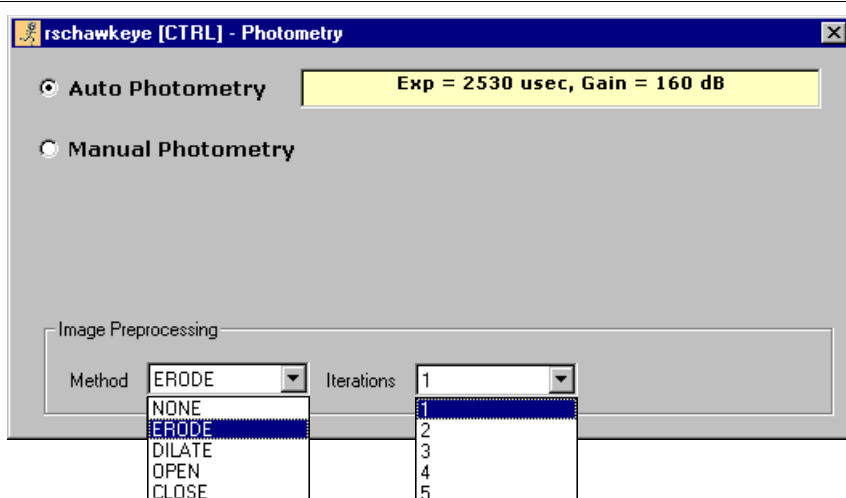 rschawkeye [CTRL] - Photometry
Auto Photometry
Exp = 2530 usec, Gain = 160 dB
Manual Photometry
Image Preprocessing
Method ERODE Iterations 1
NONE 1
ERODE 2
DILATE 3
OPEN 4
CLOSE 5